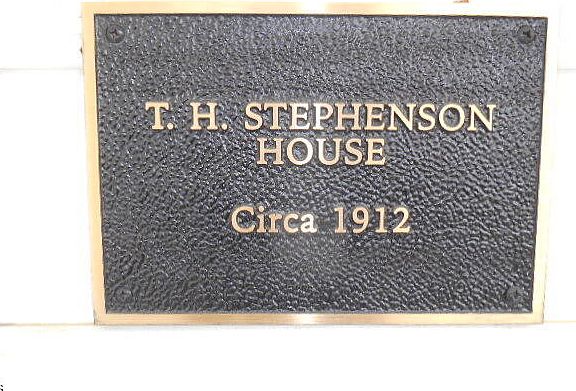 T. H. STEPHENSON
HOUSE
Circa 1912